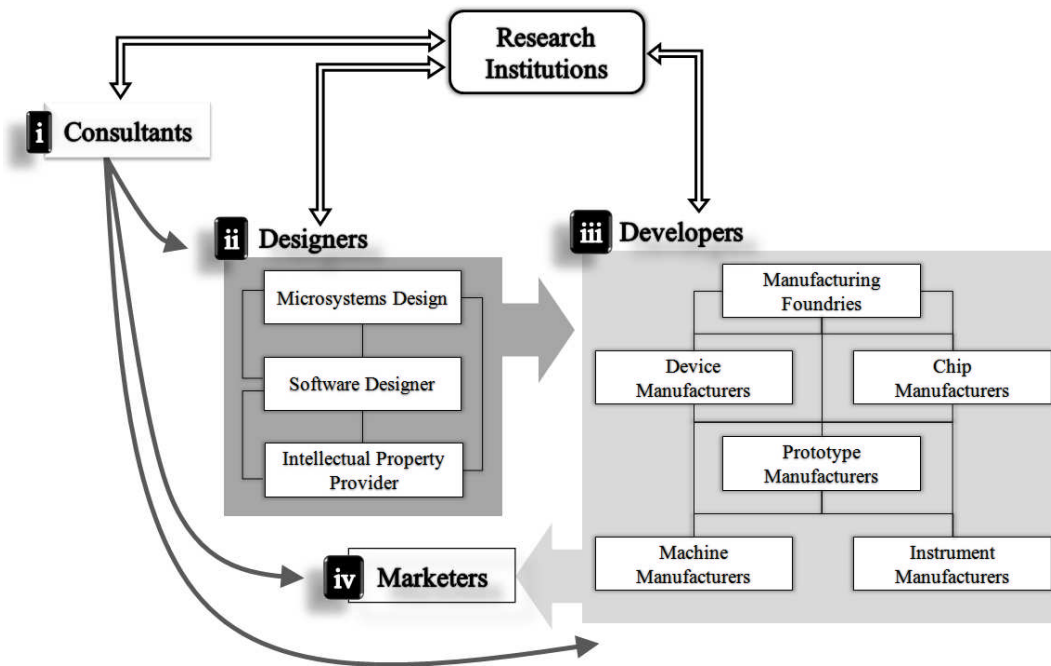 Research
Institutions
i Consultants
ii Designers
iii Developers
Microsystems Design
Software Designer
Intellectual Property
Provider
Manufacturing
Foundries
Device
Manufacturers
Chip
Manufacturers
Prototype
Manufacturers
Machine
Manufacturers
Instrument
Manufacturers
iv Marketers